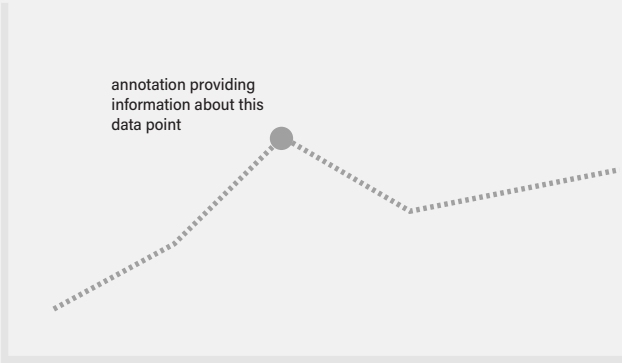 annotation providing
information about this
data point